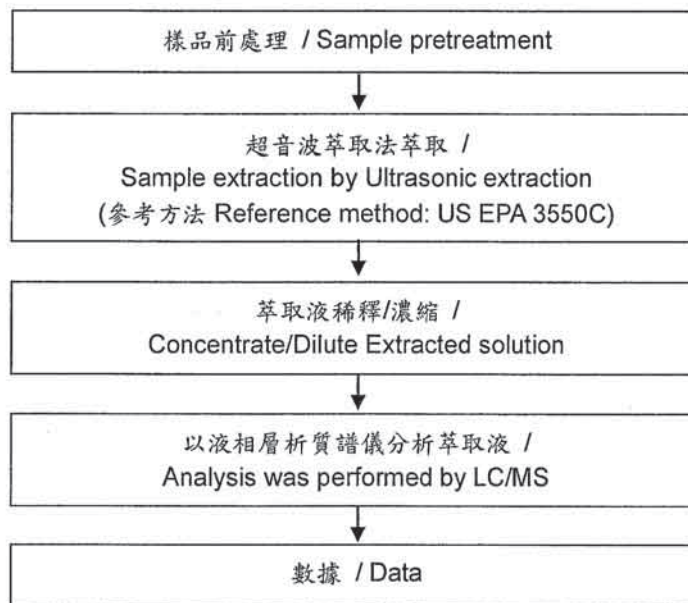 樣品前處理 / Sample pretreatment
超音波萃取法萃取 /
Sample extraction by Ultrasonic extraction
(參考方法 Reference method: US EPA 3550C)
萃取液稀釋/濃縮 /
Concentrate/Dilute Extracted solution
以液相層析質譜儀分析萃取液 /
Analysis was performed by LC/MS
數據 / Data